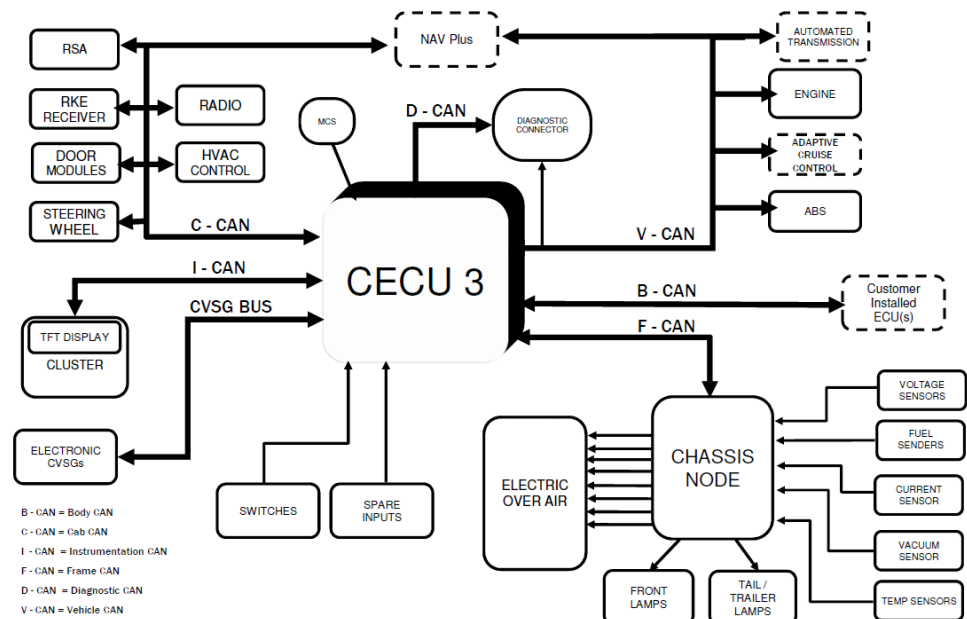 RSA
NAV Plus
AUTOMATED
TRANSMISSION
RKE
RECEIVER
RADIO
MCS
D - CAN
DIAGNOSTIC
CONNECTOR
ENGINE
DOOR
MODULES
HVAC
CONTROL
ADAPTIVE
CRUISE
CONTROL
STEERING
WHEEL
C - CAN
V - CAN
ABS
I - CAN
CECU 3
B - CAN
Customer
Installed
ECU(s)
CVSG BUS
F - CAN
TFT DISPLAY
CLUSTER
VOLTAGE
SENSORS
ELECTRONIC
CVSGs
ELECTRIC
OVER AIR
CHASSIS
NODE
FUEL
SENDERS
SWITCHES
SPARE
INPUTS
CURRENT
SENSOR
VACUUM
SENSOR
FRONT
LAMPS
TAIL /
TRAILER
LAMPS
TEMP SENSORS
B - CAN = Body CAN
C - CAN = Cab CAN
I - CAN = Instrumentation CAN
F - CAN = Frame CAN
D - CAN = Diagnostic CAN
V - CAN = Vehicle CAN